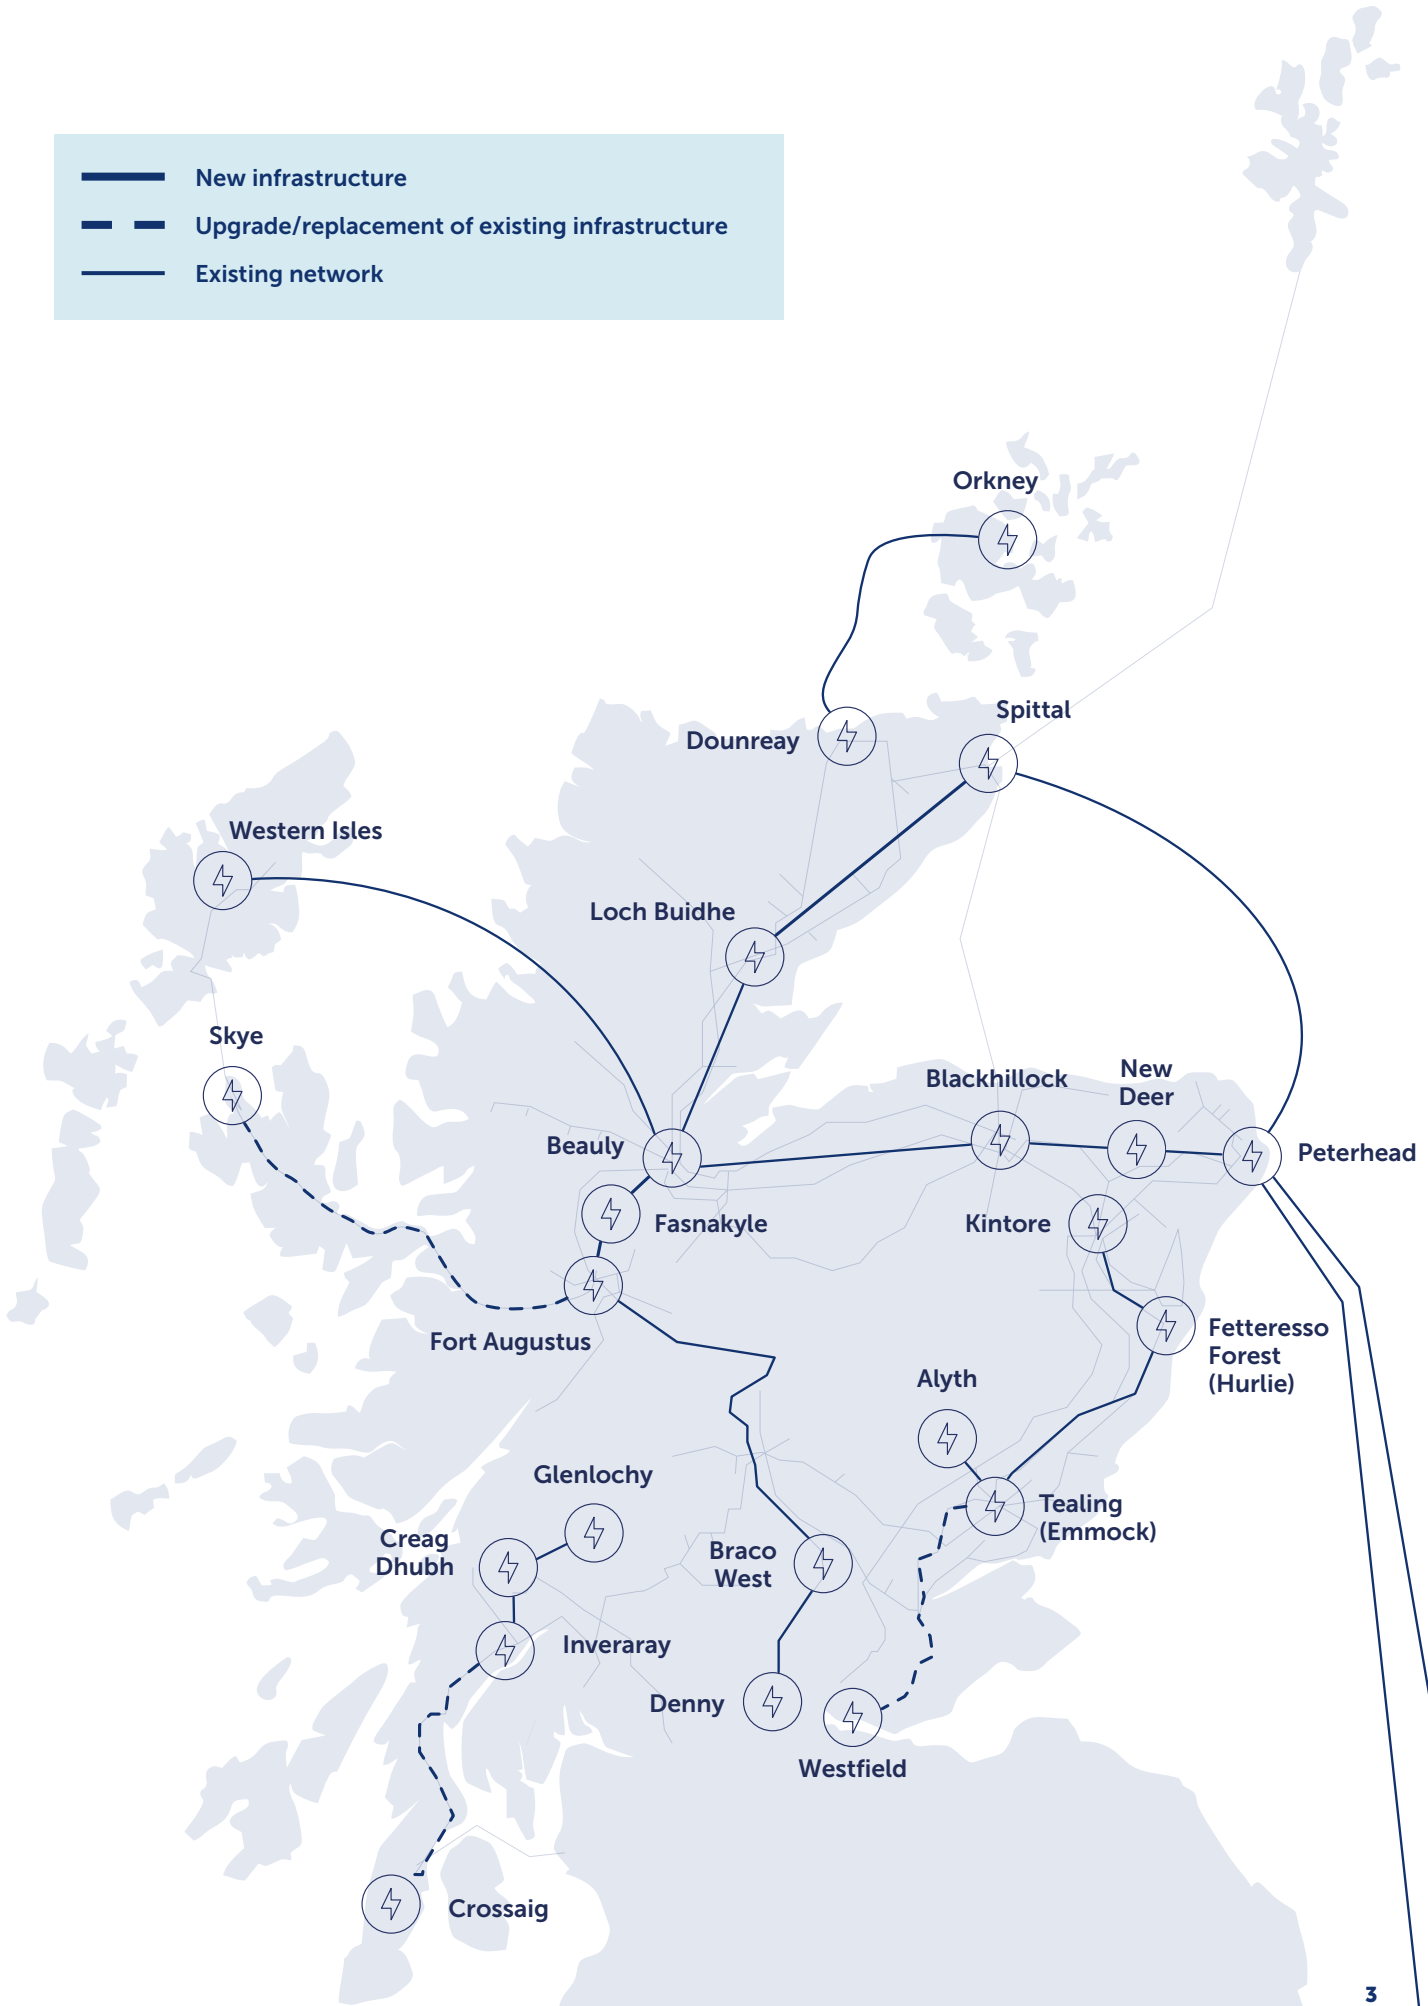 New infrastructure
Upgrade/replacement of existing infrastructure
Existing network
Orkney
Spittal
Dounreay
Western Isles
Loch Buidhe
Skye
Blackhillock
New
Deer
Beauly
Peterhead
Fasnakyle
Kintore
Fort Augustus
Fetteresso
Forest
(Hurlie)
Alyth
Glenlochy
Tealing
(Emmock)
Creag
Dhubh
Braco
West
Inveraray
Denny
Westfield
Crossaig
3